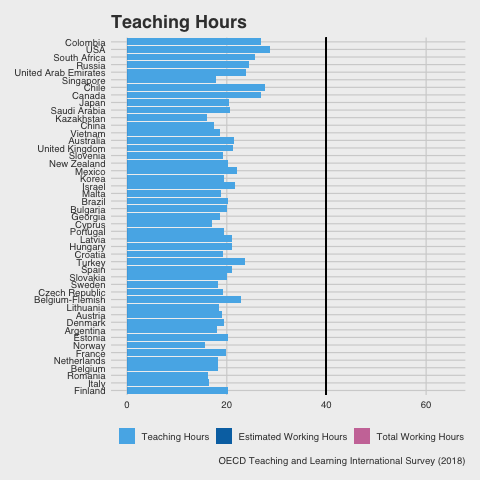 Teaching Hours
Colombia
USA
South Africa
Russia
United Arab Emirates
Singapore
Chile
Canada
Japan
Saudi Arabia
Kazakhstan
China
Vietnam
Australia
United Kingdom
Slovenia
New Zealand
Mexico
Korea
Israel
Malta
Brazil
Bulgaria
Georgia
Cyprus
Portugal
Latvia
Hungary
Croatia
Turkey
Spain
Slovakia
Sweden
Czech Republic
Belgium-Flemish
Lithuania
Austria
Denmark
Argentina
Estonia
Norway
France
Netherlands
Belgium
Romania
Italy
Finland
0 20 40 60
Teaching Hours Estimated Working Hours Total Working Hours
OECD Teaching and Learning International Survey (2018)